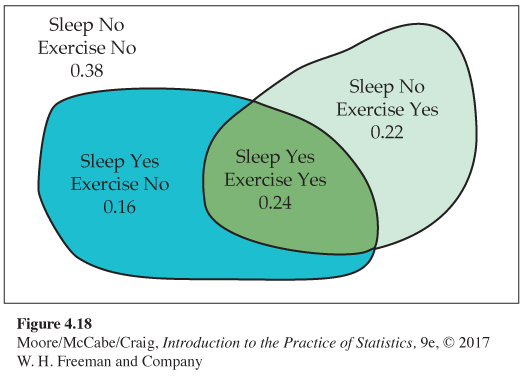 Sleep No
Exercise No
0.38
Sleep No
Exercise Yes
0.22
Sleep Yes
Exercise No
0.16
Sleep Yes
Exercise Yes
0.24
Figure 4.18
Moore/McCabe/Craig, Introduction to the Practice of Statistics, 9e, © 2017
W. H. Freeman and Company